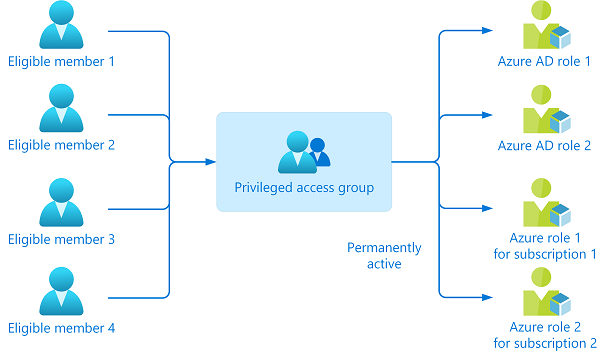 Eligible member 1
Eligible member 2
Eligible member 3
Eligible member 4
Privileged access group
Permanently
active
Azure AD role 1
Azure AD role 2
Azure role 1
for subscription 1
Azure role 2
for subscription 2